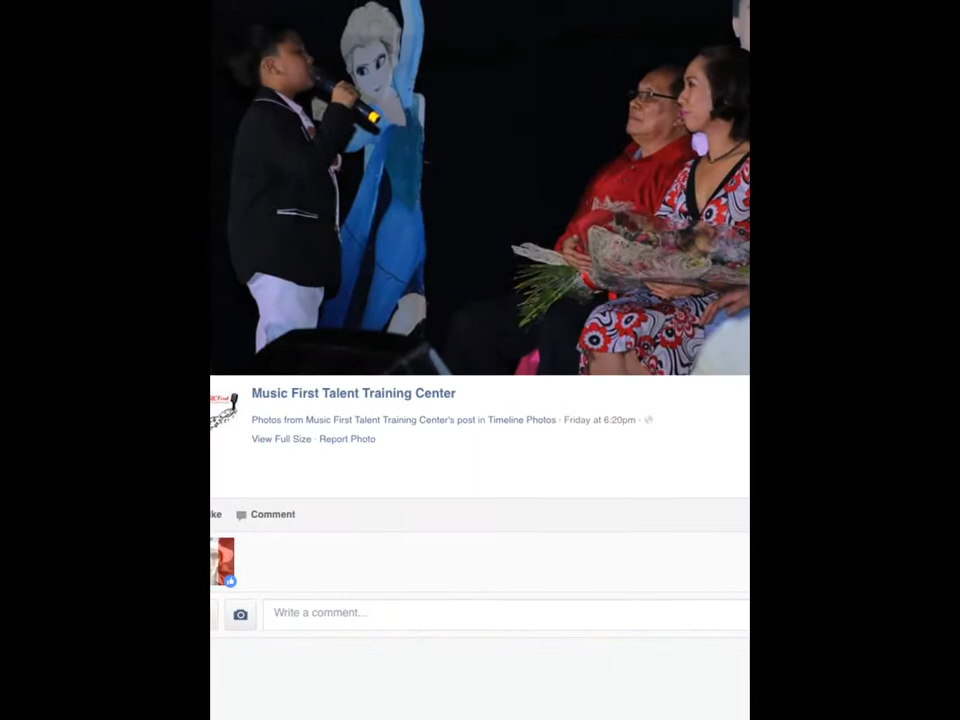 Music First Talent Training Center
Photos from Music First Talent Training Center's post in Timeline Photos · Friday at 6:20pm ·
View Full Size · Report Photo
ke Comment
Write a comment...